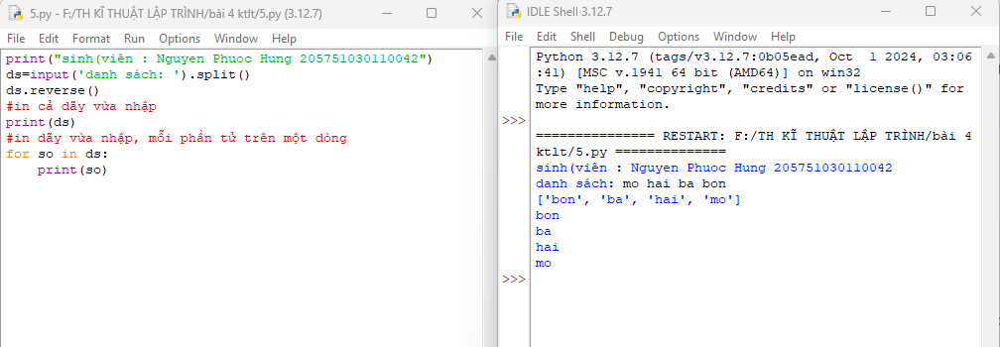 5.py - F:/TH KĨ THUẬT LẬP TRÌNH/bài 4 ktlt/5.py (3.12.7)
File Edit Format Run Options Window Help
print("sinh(viên : Nguyen Phuoc Hung 205751030110042")
ds=input('danh sách: ').split()
ds.reverse()
#in cả dãy vừa nhập
print(ds)
#in dãy vừa nhập, mỗi phần tử trên một dòng
for so in ds:
    print(so)
IDLE Shell 3.12.7
File Edit Shell Debug Options Window Help
Python 3.12.7 (tags/v3.12.7:0b05ead, Oct  1 2024, 03:06
:41) [MSC v.1941 64 bit (AMD64)] on win32
Type "help", "copyright", "credits" or "license()" for
more information.
>>>
=============== RESTART: F:/TH KĨ THUẬT LẬP TRÌNH/bài 4
ktlt/5.py ==============
sinh(viên : Nguyen Phuoc Hung 205751030110042
danh sách: mo hai ba bon
['bon', 'ba', 'hai', 'mo']
bon
ba
hai
mo
>>>